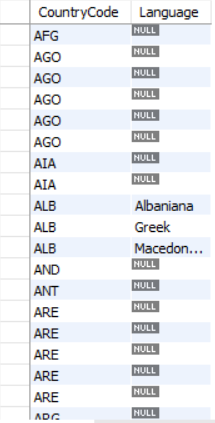 CountryCode Language
AFG NULL
AGO NULL
AGO NULL
AGO NULL
AGO NULL
AGO NULL
AIA NULL
AIA NULL
ALB Albaniana
ALB Greek
ALB Macedon...
AND NULL
ANT NULL
ARE NULL
ARE NULL
ARE NULL
ARE NULL
ARE NULL
ARG NULL